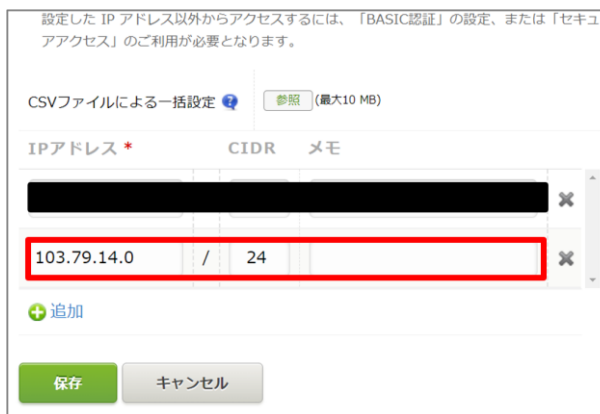 設定した IP アドレス以外からアクセスするには、「BASIC認証」の設定、または「セキュ
アアクセス」のご利用が必要となります。
CSVファイルによる一括設定 ? 参照 (最大10 MB)
IPアドレス * CIDR メモ
103.79.14.0 / 24
追加
保存 キャンセル